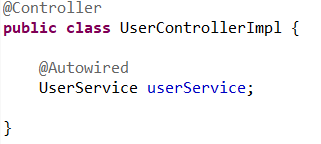 @Controller
public class UserControllerImpl {
@Autowired
UserService userService;
}